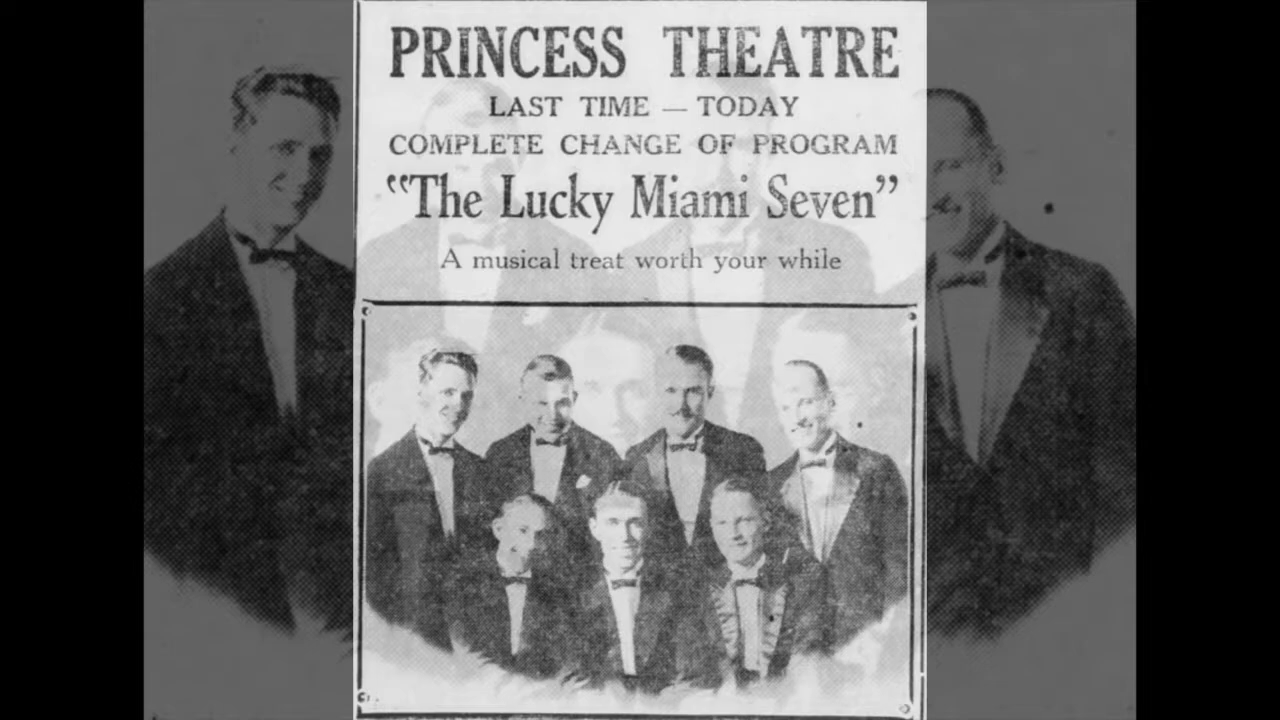 PRINCESS THEATRE
LAST TIME — TODAY
COMPLETE CHANGE OF PROGRAM
"The Lucky Miami Seven"
A musical treat worth your while